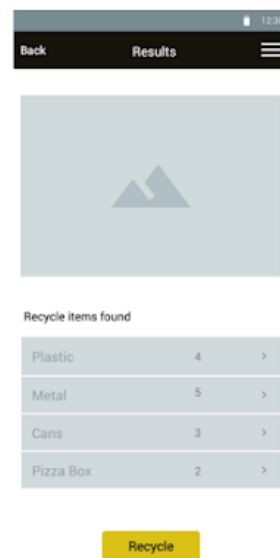 12:30
Back Results
Recycle items found
Plastic 4 >
Metal 5 >
Cans 3 >
Pizza Box 2 >
Recycle